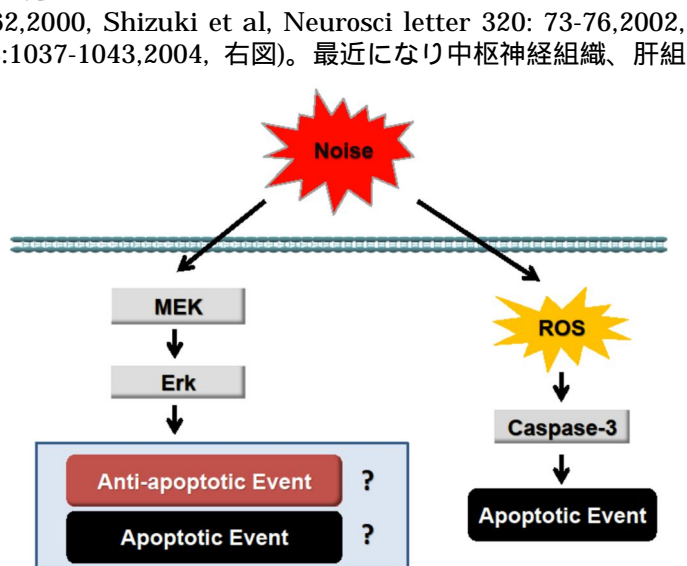 62,2000, Shizuki et al, Neurosci letter 320: 73-76,2002,
:1037-1043,2004, 右図)。最近になり中枢神経組織、肝組
Noise
MEK
Erk
Anti-apoptotic Event ?
Apoptotic Event ?
ROS
Caspase-3
Apoptotic Event